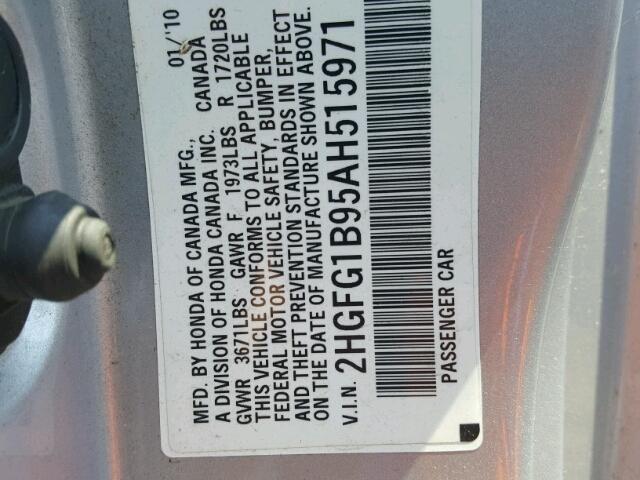 MFD. BY HONDA OF CANADA MFG., 01/'10
A DIVISION OF HONDA CANADA INC. CANADA
GVWR 3671LBS GAWR F 1973LBS R 1720LBS
THIS VEHICLE CONFORMS TO ALL APPLICABLE
FEDERAL MOTOR VEHICLE SAFETY, BUMPER,
AND THEFT PREVENTION STANDARDS IN EFFECT
ON THE DATE OF MANUFACTURE SHOWN ABOVE.
V.I.N. 2HGFG1B95AH515971
PASSENGER CAR